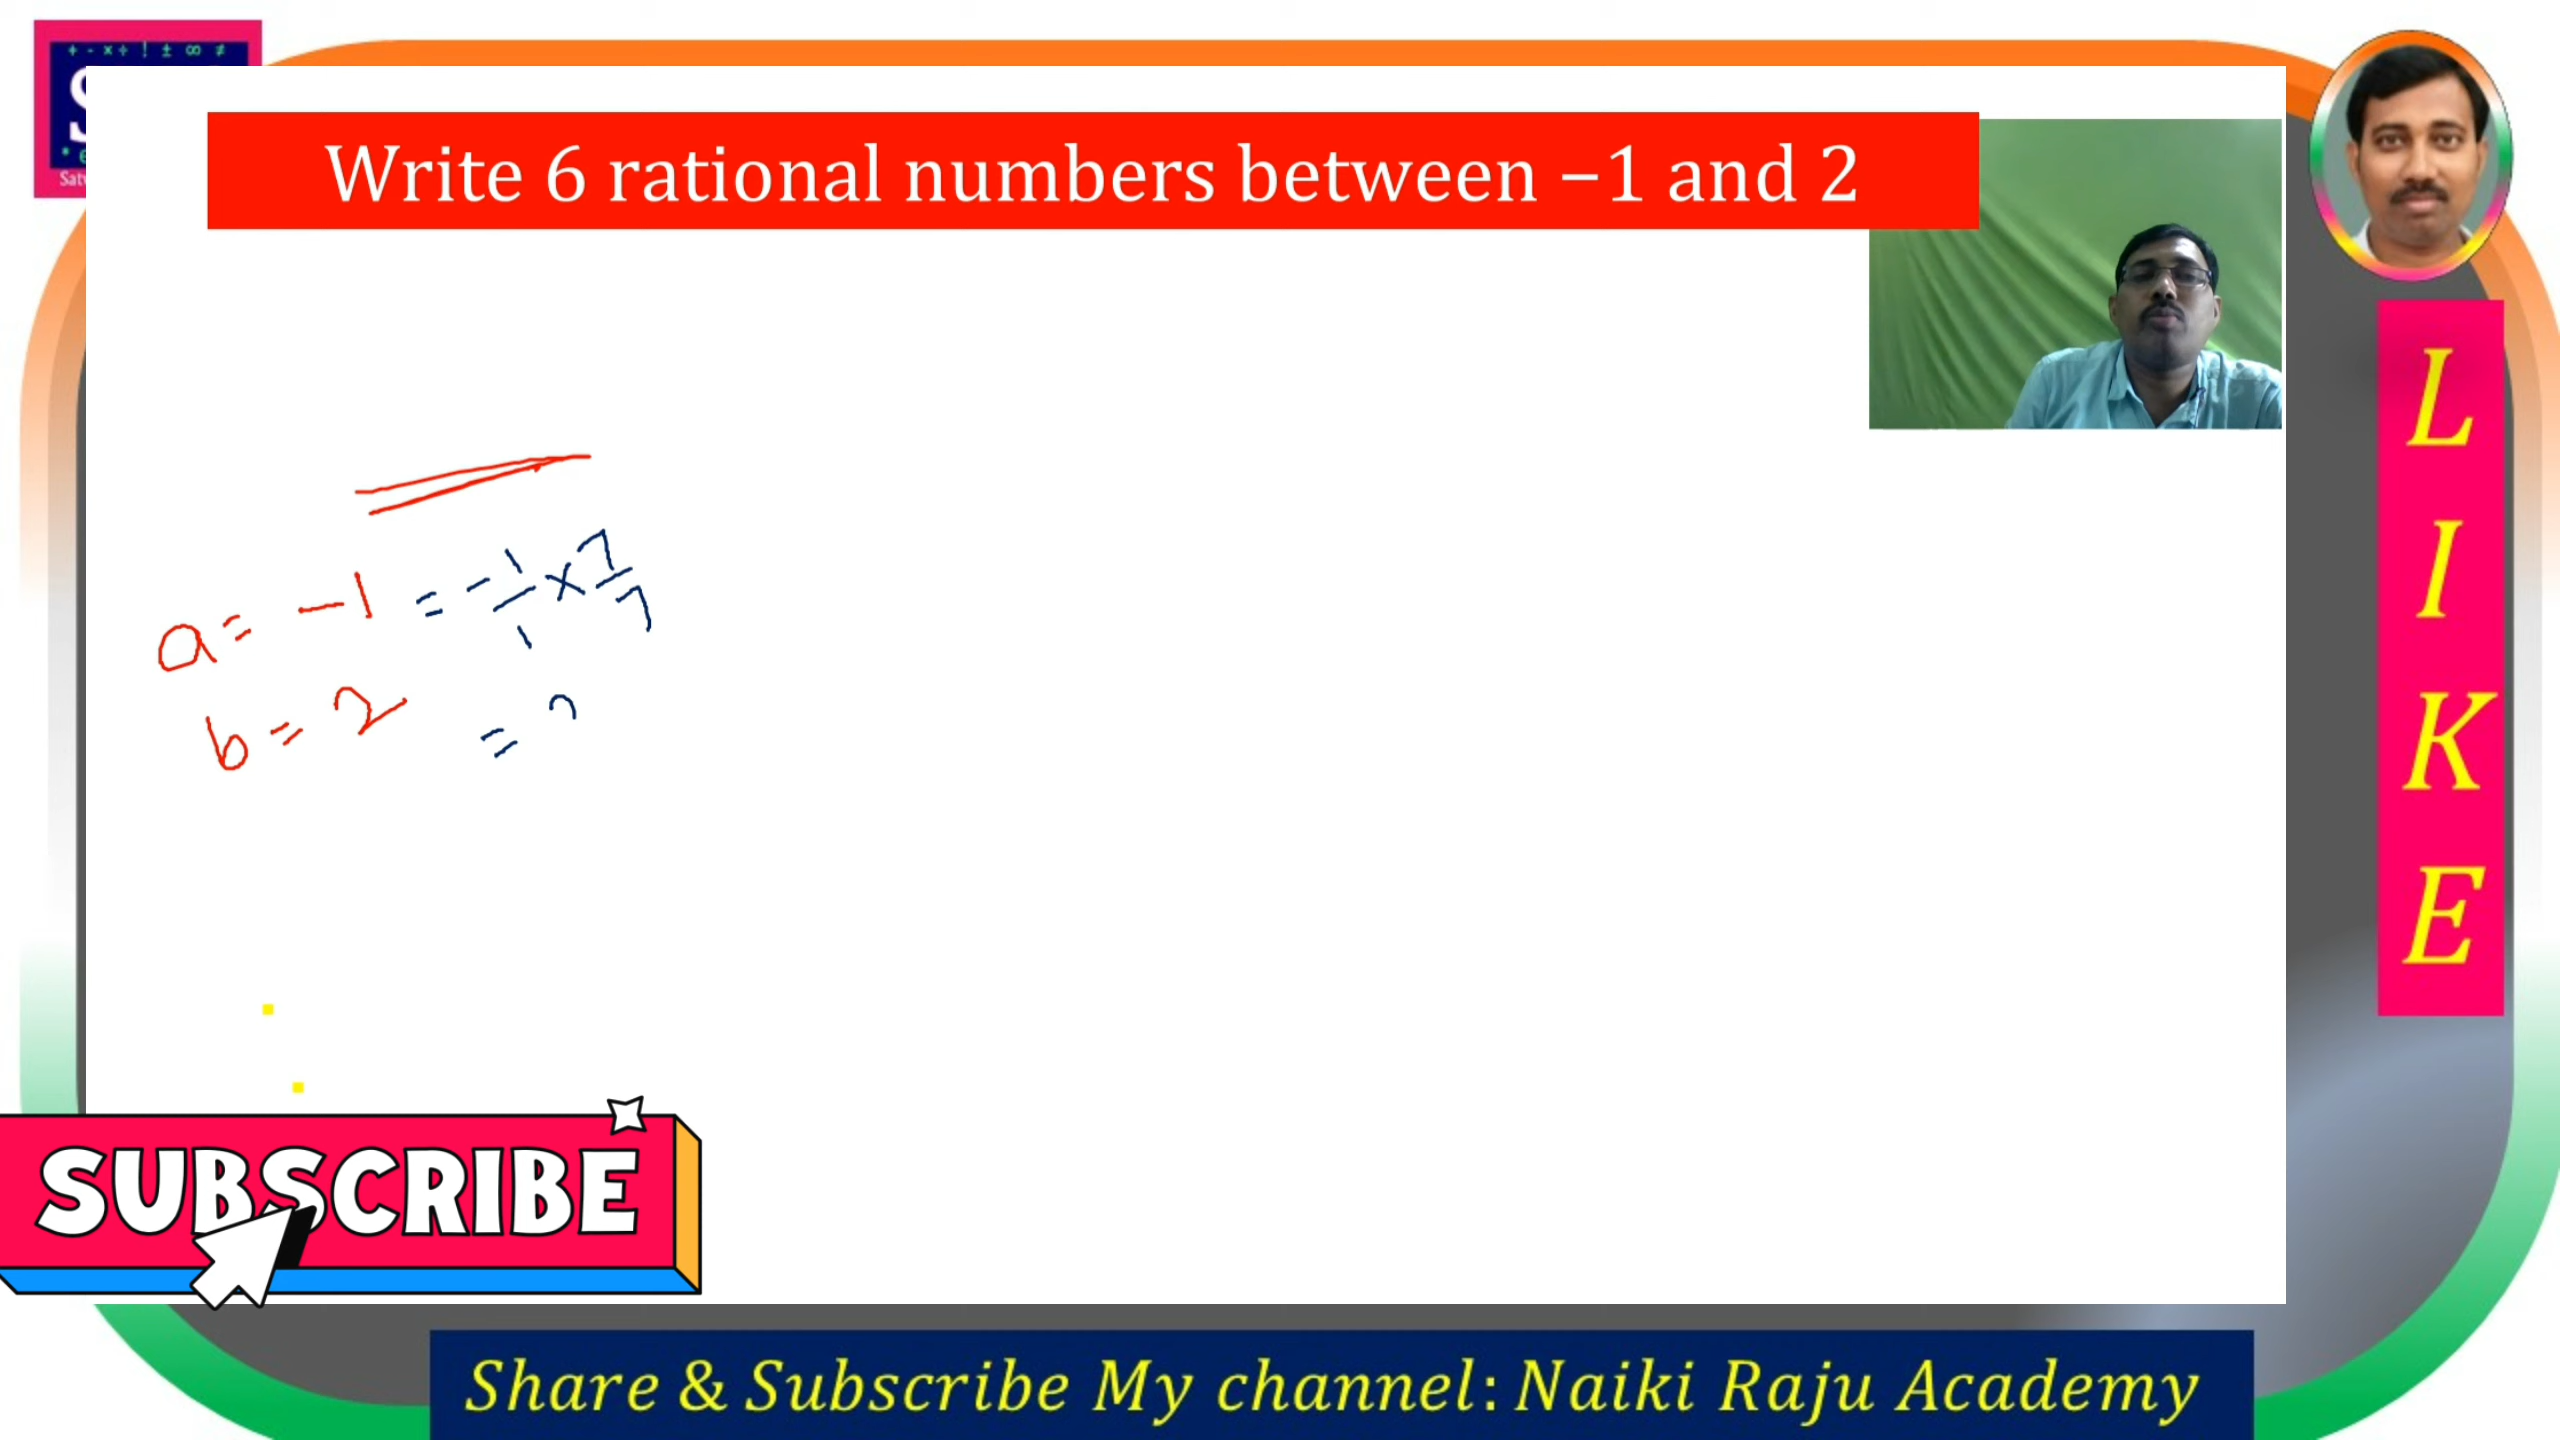 + - × ÷ ! ± ∞ ≠
Write 6 rational numbers between −1 and 2
a = −1 = −1/1 × 7/7
b = 2 =
L
I
K
E
SUBSCRIBE
Share & Subscribe My channel: Naiki Raju Academy